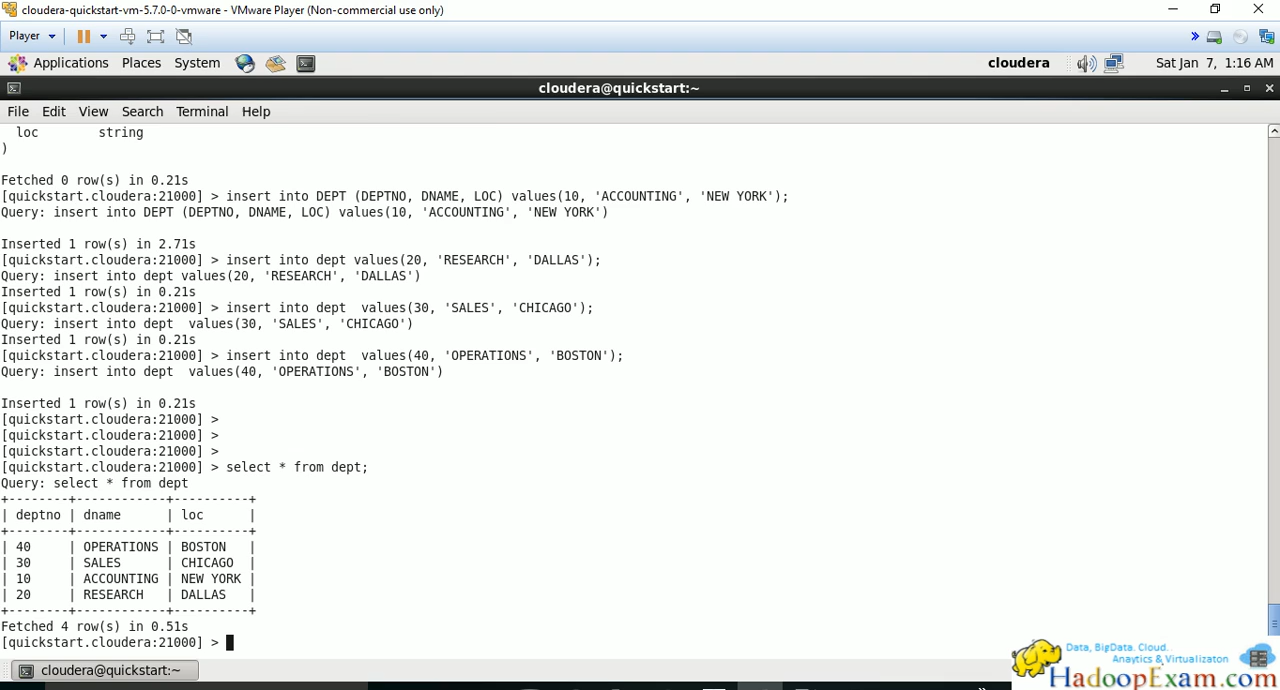 cloudera-quickstart-vm-5.7.0-0-vmware - VMware Player (Non-commercial use only)
Player
Applications Places System cloudera Sat Jan 7, 1:16 AM
cloudera@quickstart:~
File Edit View Search Terminal Help
  loc       string
)
Fetched 0 row(s) in 0.21s
[quickstart.cloudera:21000] > insert into DEPT (DEPTNO, DNAME, LOC) values(10, 'ACCOUNTING', 'NEW YORK');
Query: insert into DEPT (DEPTNO, DNAME, LOC) values(10, 'ACCOUNTING', 'NEW YORK')
Inserted 1 row(s) in 2.71s
[quickstart.cloudera:21000] > insert into dept values(20, 'RESEARCH', 'DALLAS');
Query: insert into dept values(20, 'RESEARCH', 'DALLAS')
Inserted 1 row(s) in 0.21s
[quickstart.cloudera:21000] > insert into dept  values(30, 'SALES', 'CHICAGO');
Query: insert into dept  values(30, 'SALES', 'CHICAGO')
Inserted 1 row(s) in 0.21s
[quickstart.cloudera:21000] > insert into dept  values(40, 'OPERATIONS', 'BOSTON');
Query: insert into dept  values(40, 'OPERATIONS', 'BOSTON')
Inserted 1 row(s) in 0.21s
[quickstart.cloudera:21000] >
[quickstart.cloudera:21000] >
[quickstart.cloudera:21000] >
[quickstart.cloudera:21000] > select * from dept;
Query: select * from dept
+--------+------------+----------+
| deptno | dname      | loc      |
+--------+------------+----------+
| 40     | OPERATIONS | BOSTON   |
| 30     | SALES      | CHICAGO  |
| 10     | ACCOUNTING | NEW YORK |
| 20     | RESEARCH   | DALLAS   |
+--------+------------+----------+
Fetched 4 row(s) in 0.51s
[quickstart.cloudera:21000] >
cloudera@quickstart:~
Data, BigData. Cloud.
Anaytics & Virtualizaton
HadoopExam.com